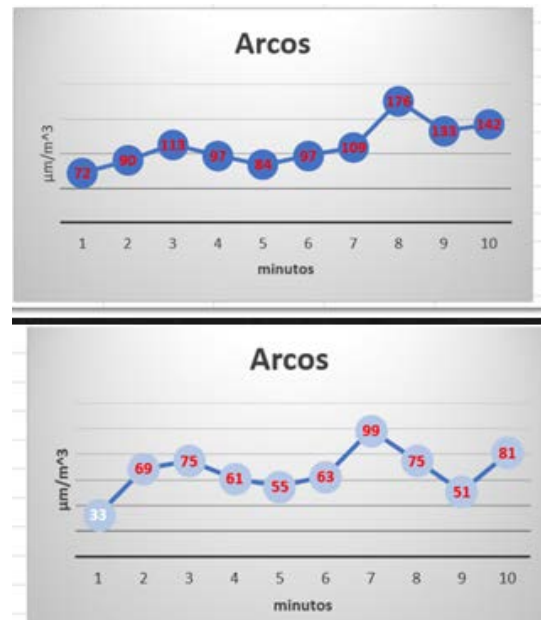 Arcos
μm/m^3
72 90 113 97 84 97 109 176 133 142
1 2 3 4 5 6 7 8 9 10
minutos
Arcos
μm/m^3
33 69 75 61 55 63 99 75 51 81
1 2 3 4 5 6 7 8 9 10
minutos